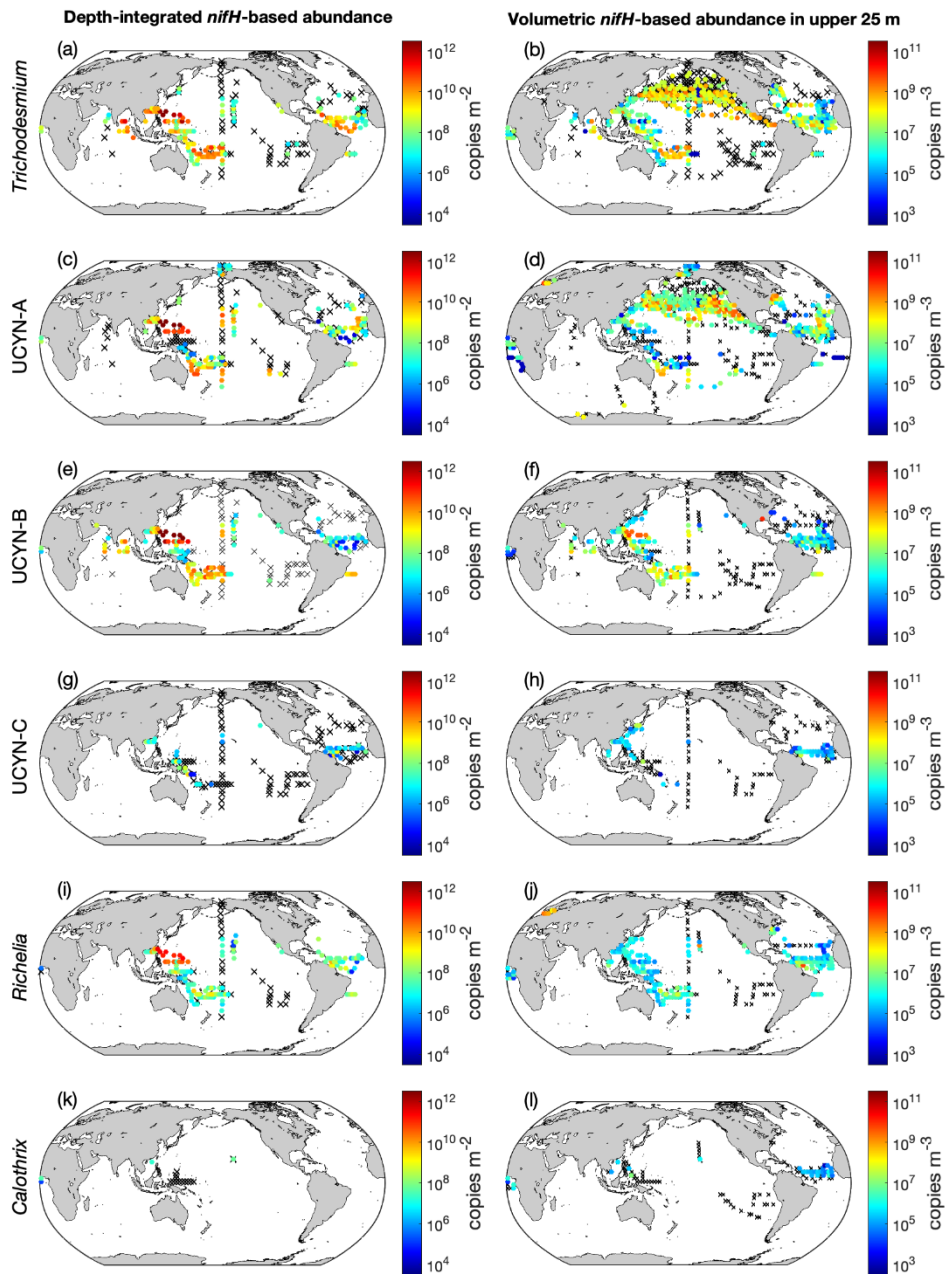 Depth-integrated nifH-based abundance
Volumetric nifH-based abundance in upper 25 m
Trichodesmium
(a)
10^12
10^10
10^8
10^6
10^4
copies m^-2
(b)
10^11
10^9
10^7
10^5
10^3
copies m^-3
UCYN-A
(c)
10^12
10^10
10^8
10^6
10^4
copies m^-2
(d)
10^11
10^9
10^7
10^5
10^3
copies m^-3
UCYN-B
(e)
10^12
10^10
10^8
10^6
10^4
copies m^-2
(f)
10^11
10^9
10^7
10^5
10^3
copies m^-3
UCYN-C
(g)
10^12
10^10
10^8
10^6
10^4
copies m^-2
(h)
10^11
10^9
10^7
10^5
10^3
copies m^-3
Richelia
(i)
10^12
10^10
10^8
10^6
10^4
copies m^-2
(j)
10^11
10^9
10^7
10^5
10^3
copies m^-3
Calothrix
(k)
10^12
10^10
10^8
10^6
10^4
copies m^-2
(l)
10^11
10^9
10^7
10^5
10^3
copies m^-3